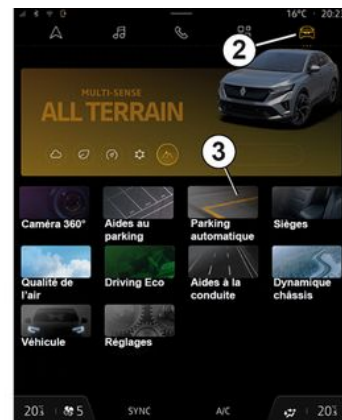 16°C 20:23
2
MULTI-SENSE
ALL TERRAIN
3
Caméra 360°
Aides au
parking
Parking
automatique
Sièges
Qualité de
l'air
Driving Eco
Aides à la
conduite
Dynamique
châssis
Véhicule
Réglages
20 5 SYNC A/C 20